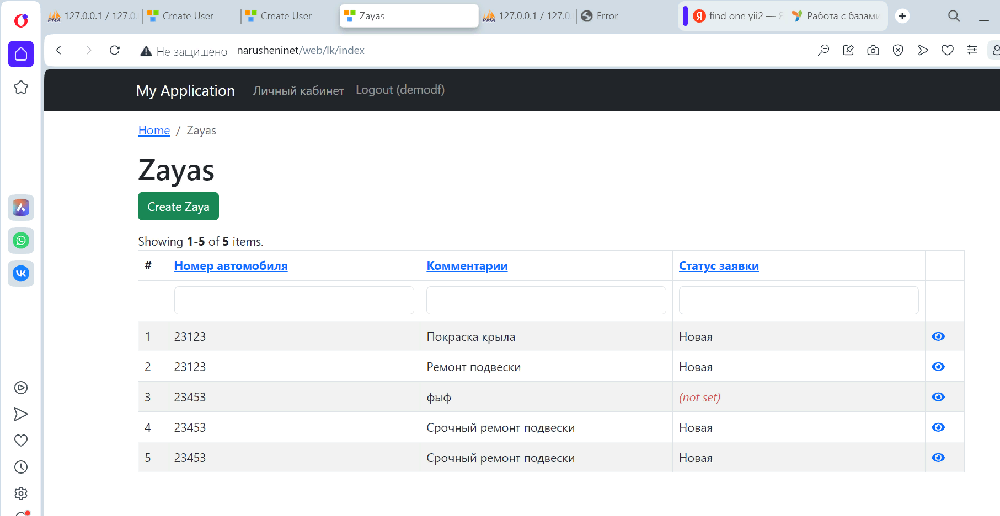 127.0.0.1 / 127.0. Create User Create User Zayas 127.0.0.1 / 127.0. Error find one yii2 — Я Работа с базами
Не защищено narusheninet/web/lk/index
My Application Личный кабинет Logout (demodf)
Home / Zayas
Zayas
Create Zaya
Showing 1-5 of 5 items.
# Номер автомобиля Комментарии Статус заявки
1 23123 Покраска крыла Новая
2 23123 Ремонт подвески Новая
3 23453 фыф (not set)
4 23453 Срочный ремонт подвески Новая
5 23453 Срочный ремонт подвески Новая